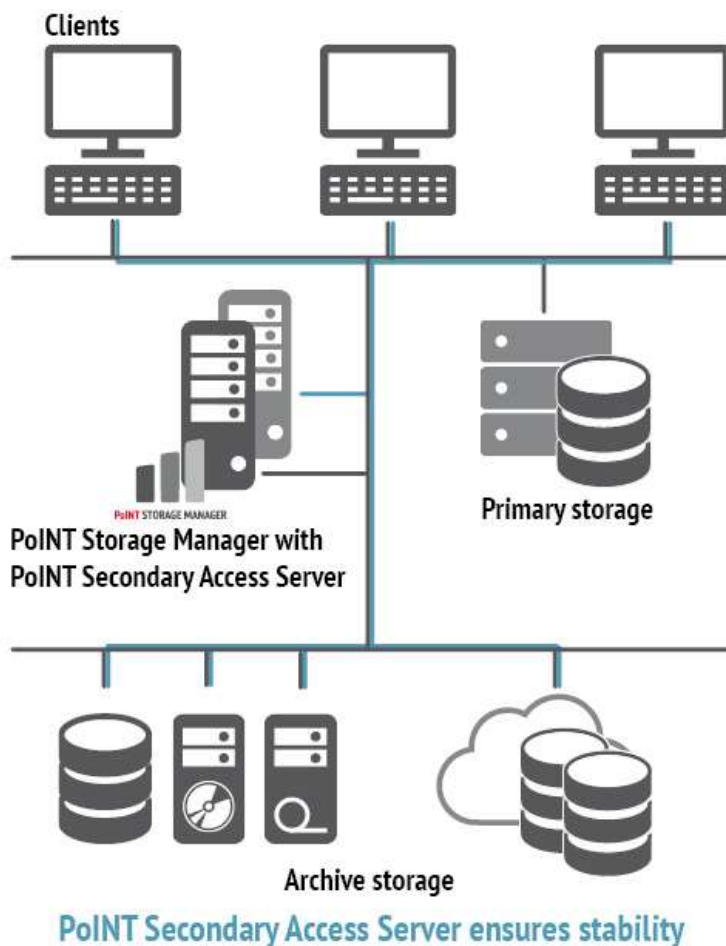 Clients
PoINT STORAGE MANAGER
PoINT Storage Manager with
PoINT Secondary Access Server
Primary storage
Archive storage
PoINT Secondary Access Server ensures stability